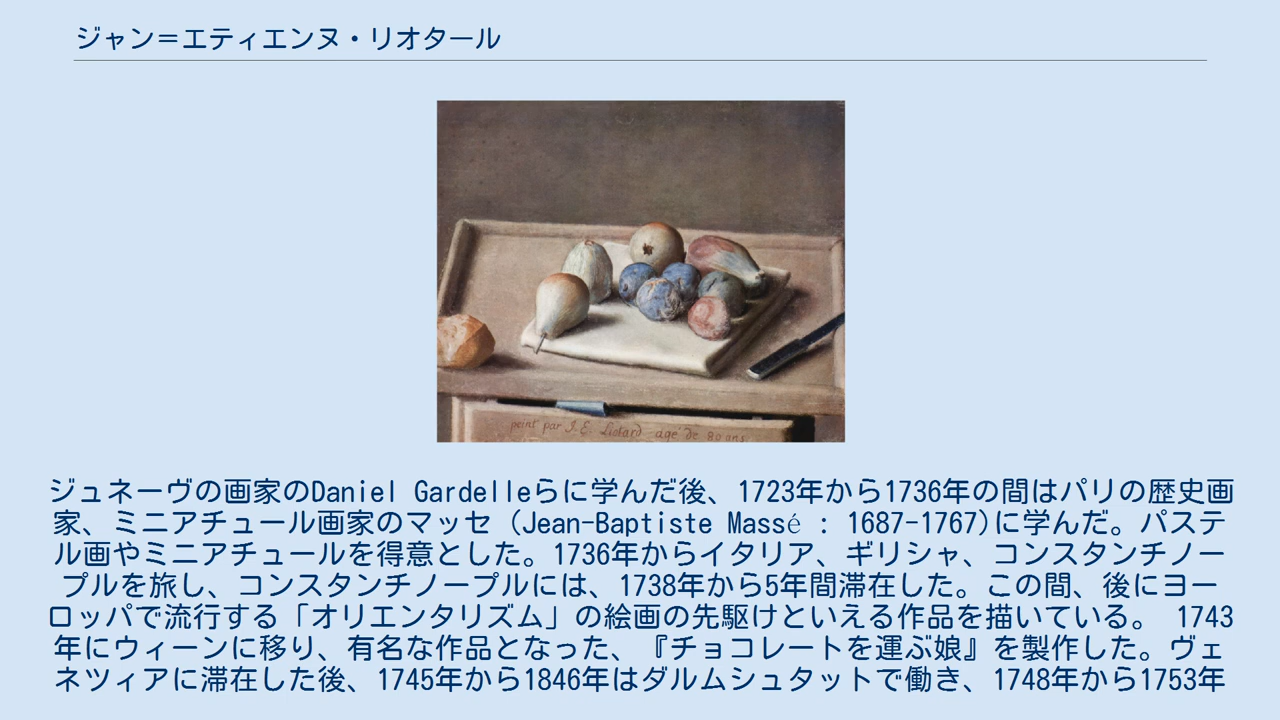 ジャン＝エティエンヌ・リオタール
peint par J. E. Liotard agé de 80 ans
ジュネーヴの画家のDaniel Gardelleらに学んだ後、1723年から1736年の間はパリの歴史画
家、ミニアチュール画家のマッセ（Jean-Baptiste Massé : 1687-1767)に学んだ。パステ
ル画やミニアチュールを得意とした。1736年からイタリア、ギリシャ、コンスタンチノー
プルを旅し、コンスタンチノープルには、1738年から5年間滞在した。この間、後にヨー
ロッパで流行する「オリエンタリズム」の絵画の先駆けといえる作品を描いている。 1743
年にウィーンに移り、有名な作品となった、『チョコレートを運ぶ娘』を製作した。ヴェ
ネツィアに滞在した後、1745年から1846年はダルムシュタットで働き、1748年から1753年